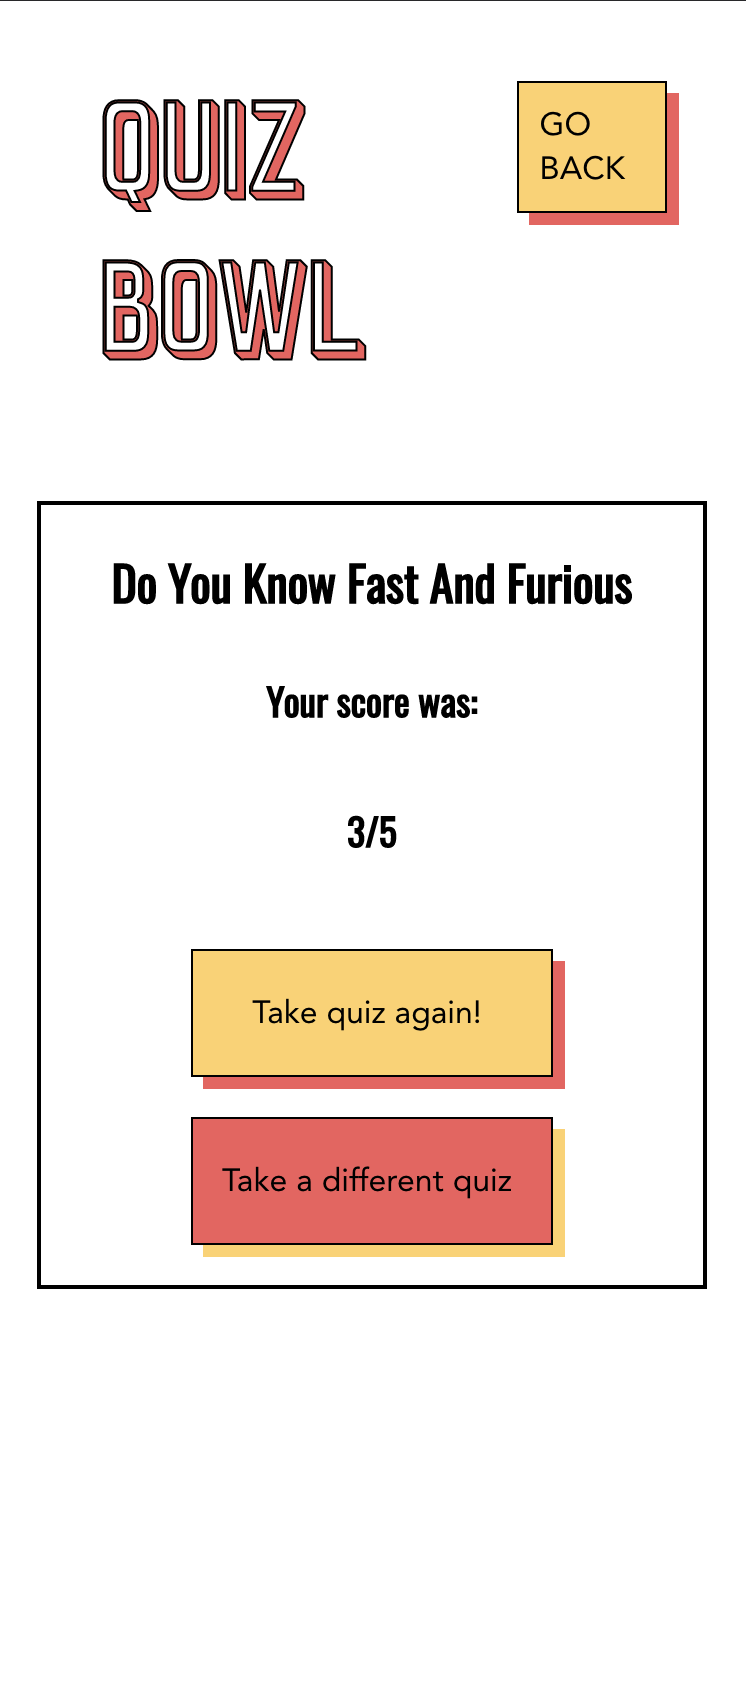 QUIZ
BOWL
GO
BACK
Do You Know Fast And Furious
Your score was:
3/5
Take quiz again!
Take a different quiz